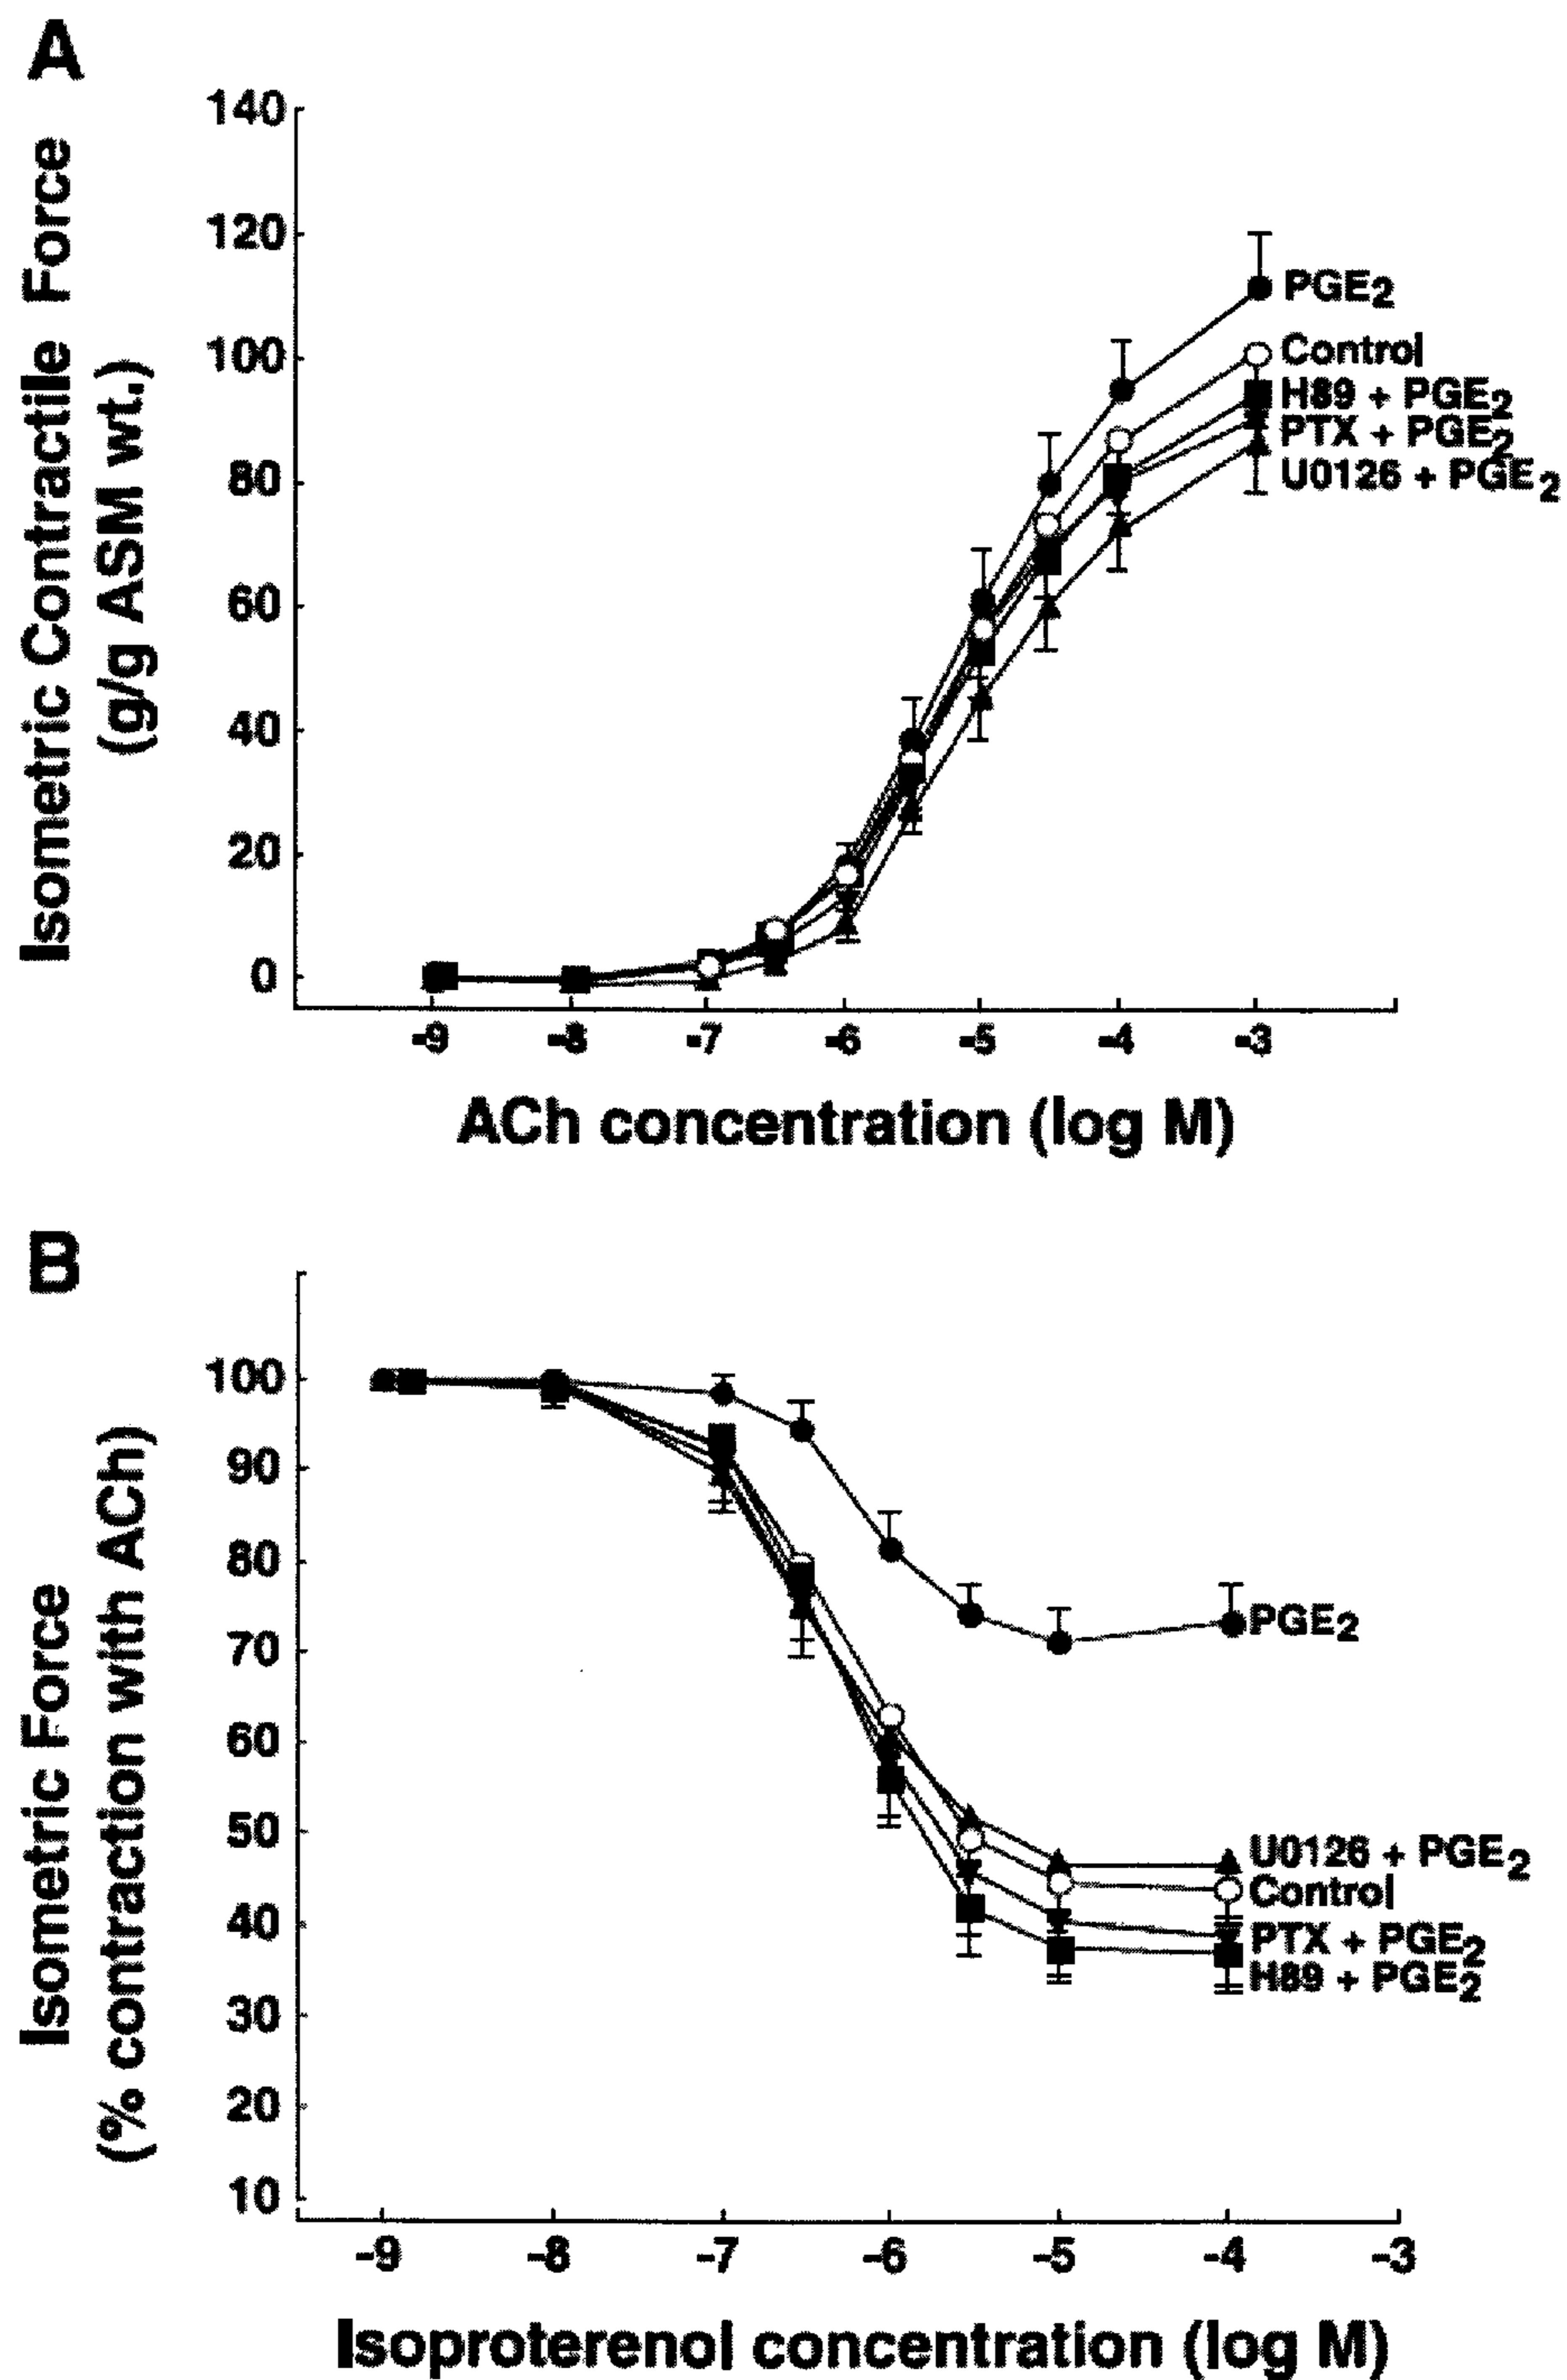 A
Isometric Contractile Force
(g/g ASM wt.)
140
120
100
80
60
40
20
0
PGE2
Control
H89 + PGE2
PTX + PGE2
U0126 + PGE2
-9 -8 -7 -6 -5 -4 -3
ACh concentration (log M)
B
Isometric Force
(% contraction with ACh)
100
90
80
70
60
50
40
30
20
10
PGE2
U0126 + PGE2
Control
PTX + PGE2
H89 + PGE2
-9 -8 -7 -6 -5 -4 -3
Isoproterenol concentration (log M)